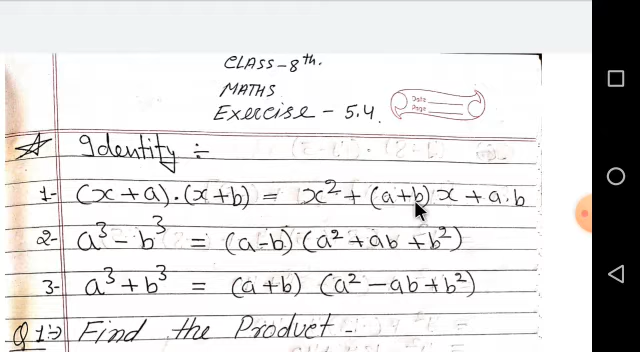 CLASS-8th.
MATHS
Exercise - 5.4.
Date
Page
Identity ÷
1- (x+a).(x+b) = x² + (a+b)x + a.b
2- a³ - b³ = (a-b) (a² + ab + b²)
3- a³ + b³ = (a+b) (a² - ab + b²)
Q1:-> Find the Product -